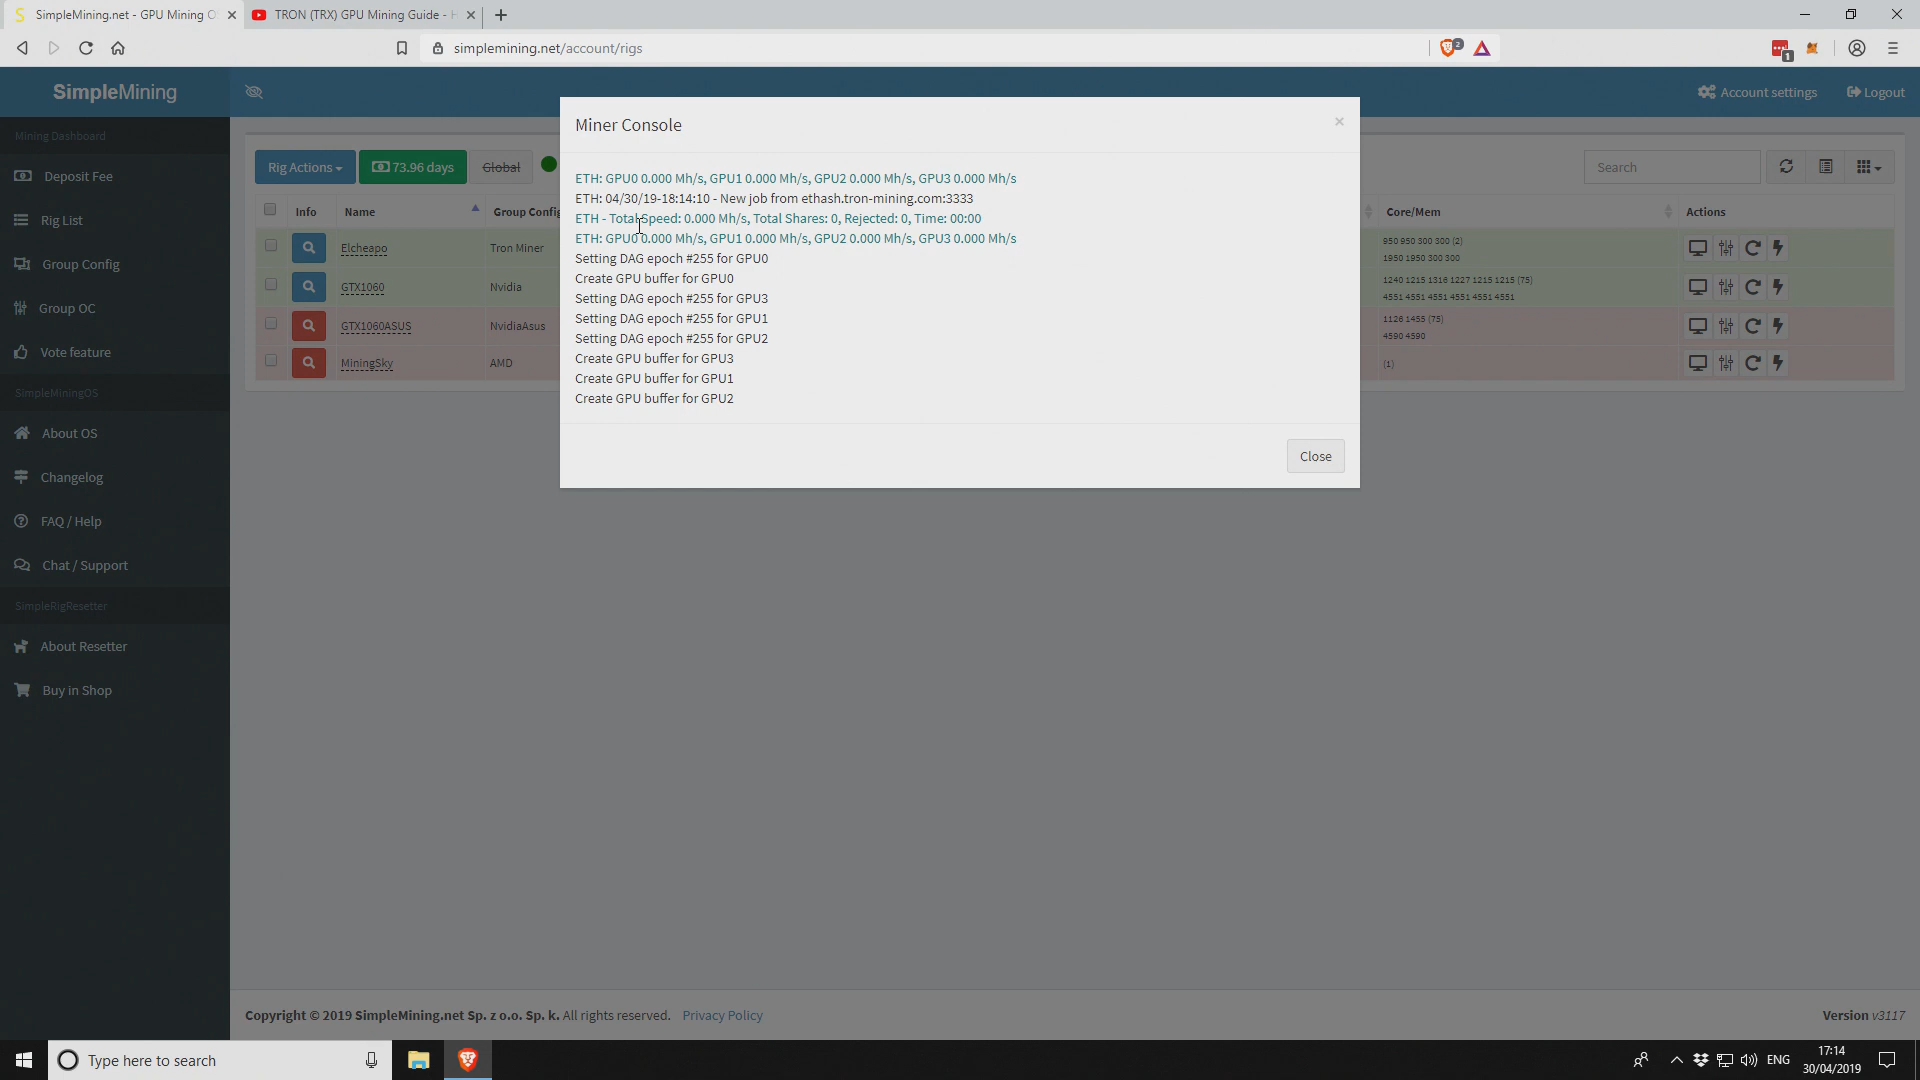 SimpleMining.net - GPU Mining O
TRON (TRX) GPU Mining Guide - H
simplemining.net/account/rigs
2
1
SimpleMining
Account settings
Logout
Mining Dashboard
Deposit Fee
Rig List
Group Config
Group OC
Vote feature
SimpleMiningOS
About OS
Changelog
FAQ / Help
Chat / Support
SimpleRigResetter
About Resetter
Buy in Shop
Rig Actions
73.96 days
Global
Search
Info
Name
Group Config
Core/Mem
Actions
Elcheapo
Tron Miner
950 950 300 300 (2)
1950 1950 300 300
GTX1060
Nvidia
1240 1215 1316 1227 1215 1215 (75)
4551 4551 4551 4551 4551 4551
GTX1060ASUS
NvidiaAsus
1126 1455 (75)
4590 4590
MiningSky
AMD
(1)
Miner Console
×
ETH: GPU0 0.000 Mh/s, GPU1 0.000 Mh/s, GPU2 0.000 Mh/s, GPU3 0.000 Mh/s
ETH: 04/30/19-18:14:10 - New job from ethash.tron-mining.com:3333
ETH - Total Speed: 0.000 Mh/s, Total Shares: 0, Rejected: 0, Time: 00:00
ETH: GPU0 0.000 Mh/s, GPU1 0.000 Mh/s, GPU2 0.000 Mh/s, GPU3 0.000 Mh/s
Setting DAG epoch #255 for GPU0
Create GPU buffer for GPU0
Setting DAG epoch #255 for GPU3
Setting DAG epoch #255 for GPU1
Setting DAG epoch #255 for GPU2
Create GPU buffer for GPU3
Create GPU buffer for GPU1
Create GPU buffer for GPU2
Close
Copyright © 2019 SimpleMining.net Sp. z o.o. Sp. k. All rights reserved. Privacy Policy
Version v3117
Type here to search
ENG
17:14
30/04/2019